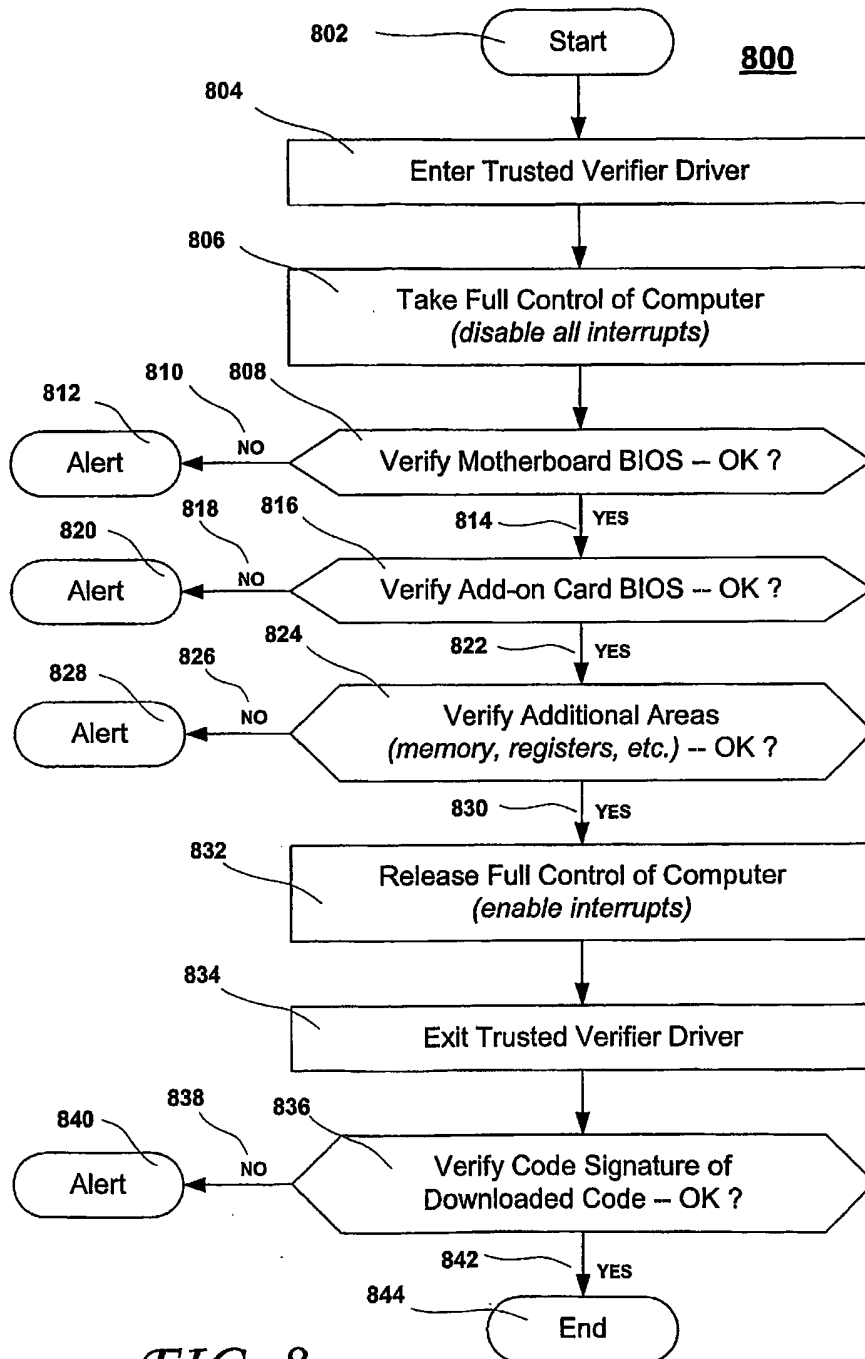 802
Start
800
804
Enter Trusted Verifier Driver
806
Take Full Control of Computer
(disable all interrupts)
812
810
808
Alert
NO
Verify Motherboard BIOS -- OK ?
814
YES
820
818
816
Alert
NO
Verify Add-on Card BIOS -- OK ?
822
YES
828
826
824
Alert
NO
Verify Additional Areas
(memory, registers, etc.) -- OK ?
830
YES
832
Release Full Control of Computer
(enable interrupts)
834
Exit Trusted Verifier Driver
840
838
836
Alert
NO
Verify Code Signature of
Downloaded Code -- OK ?
842
YES
844
End
FIG. 8